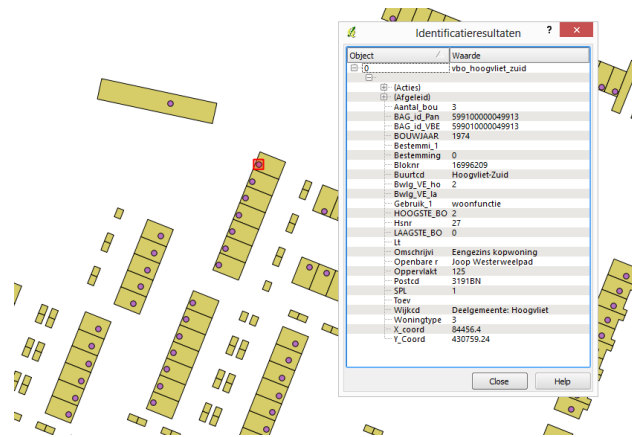 Identificatieresultaten ? ×
Object Waarde
0 vbo_hoogvliet_zuid
(Acties)
(Afgeleid)
Aantal_bou 3
BAG_id_Pan 599100000049913
BAG_id_VBE 599010000049913
BOUWJAAR 1974
Bestemmi_1
Bestemming 0
Bloknr 16996209
Buurtcd Hoogvliet-Zuid
Bwlg_VE_ho 2
Bwlg_VE_la
Gebruik_1 woonfunctie
HOOGSTE_BO 2
Hsnr 27
LAAGSTE_BO 0
Lt
Omschrijvi Eengezins kopwoning
Openbare r Joop Westerweelpad
Oppervlakt 125
Postcd 3191BN
SPL 1
Toev
Wijkcd Deelgemeente: Hoogvliet
Woningtype 3
X_coord 84456.4
Y_Coord 430759.24
Close Help